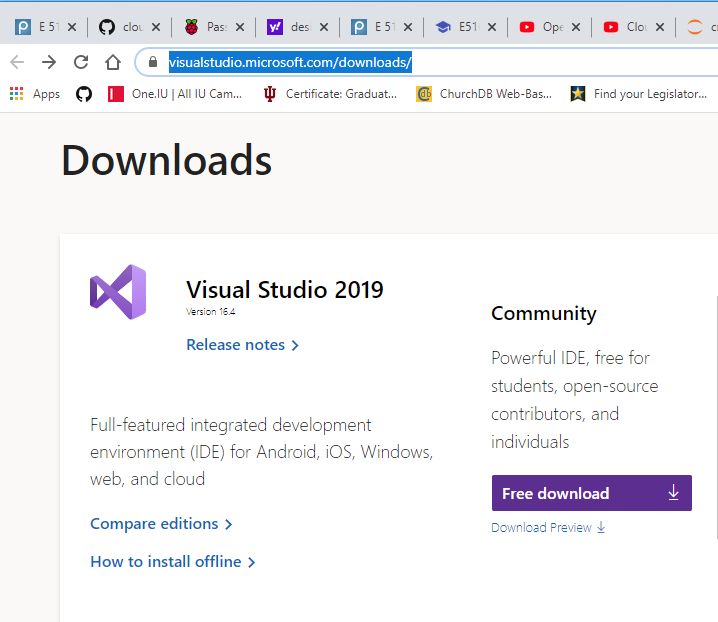 E 51
clou
Pas
des
E 51
E51
Ope
Clou
visualstudio.microsoft.com/downloads/
Apps
One.IU | All IU Cam...
Certificate: Graduat...
ChurchDB Web-Bas...
Find your Legislator...
Downloads
Visual Studio 2019
Version 16.4
Release notes
Full-featured integrated development
environment (IDE) for Android, iOS, Windows,
web, and cloud
Compare editions
How to install offline
Community
Powerful IDE, free for
students, open-source
contributors, and
individuals
Free download
Download Preview